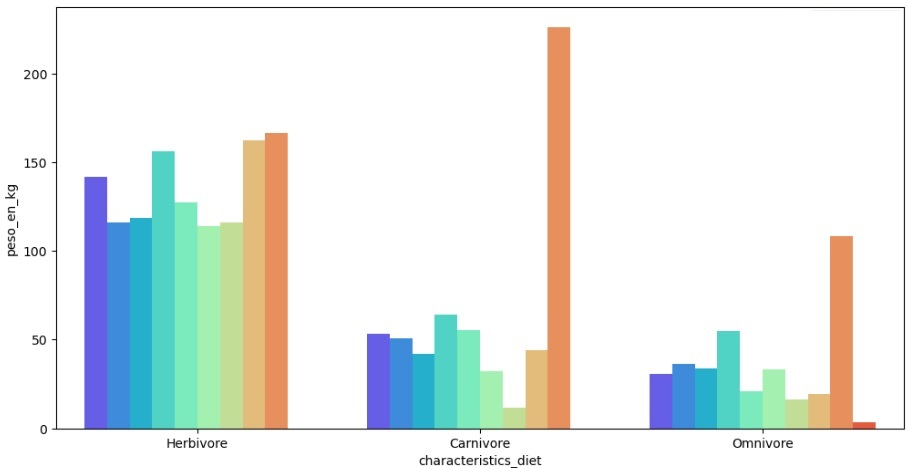 200
150
100
50
0
peso_en_kg
Herbivore
Carnivore
Omnivore
characteristics_diet